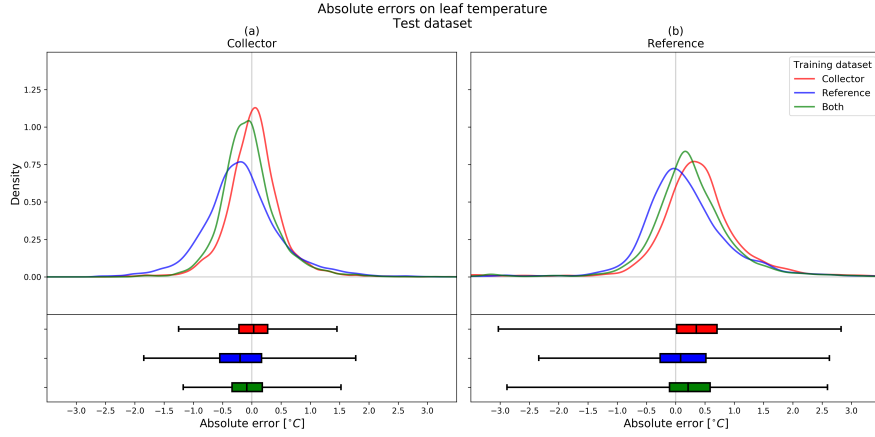 Absolute errors on leaf temperature
Test dataset
(a)
Collector
(b)
Reference
Training dataset
Collector
Reference
Both
Density
1.25
1.00
0.75
0.50
0.25
0.00
−3.0 −2.5 −2.0 −1.5 −1.0 −0.5 0.0 0.5 1.0 1.5 2.0 2.5 3.0
Absolute error [°C]
−3.0 −2.5 −2.0 −1.5 −1.0 −0.5 0.0 0.5 1.0 1.5 2.0 2.5 3.0
Absolute error [°C]